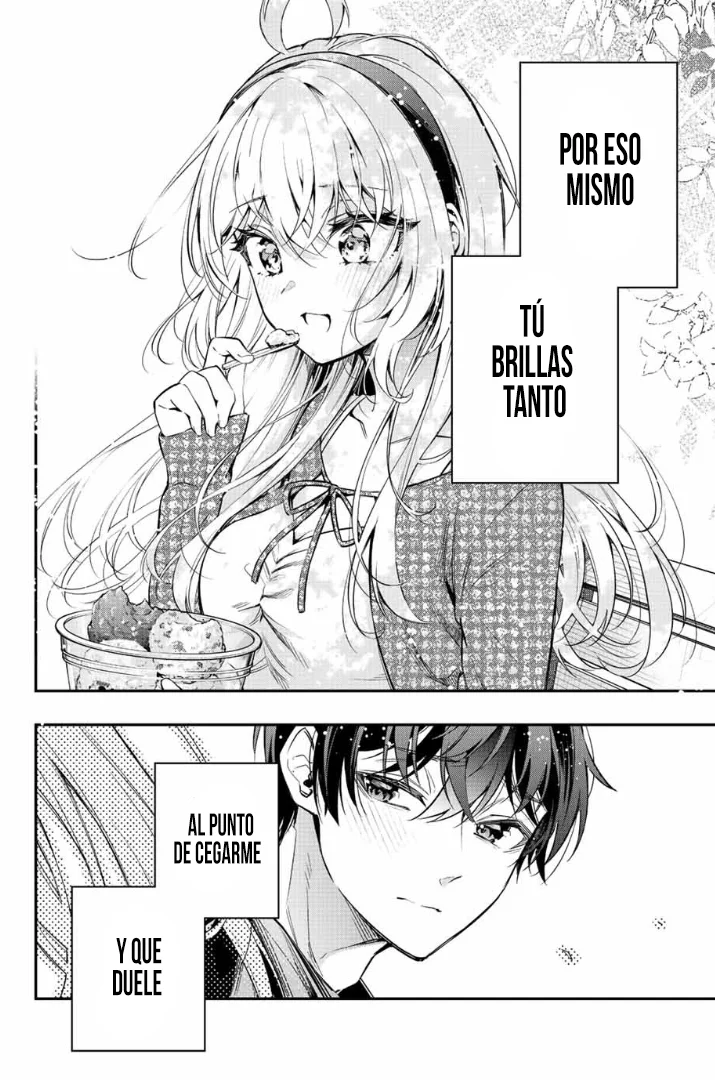 POR ESO
MISMO
TÚ
BRILLAS
TANTO
AL PUNTO
DE CEGARME
Y QUE
DUELE